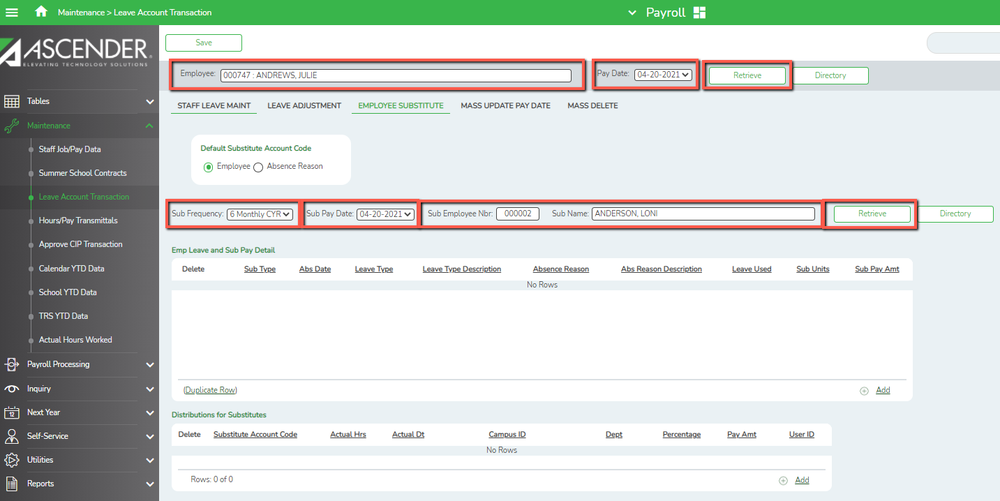 Maintenance > Leave Account Transaction
Payroll
ASCENDER
ELEVATING TECHNOLOGY SOLUTIONS
Tables
Maintenance
Staff Job/Pay Data
Summer School Contracts
Leave Account Transaction
Hours/Pay Transmittals
Approve CIP Transaction
Calendar YTD Data
School YTD Data
TRS YTD Data
Actual Hours Worked
Payroll Processing
Inquiry
12 Next Year
Self-Service
Utilities
Reports
Save
Employee: 000747 : ANDREWS, JULIE Pay Date: 04-20-2021 Retrieve Directory
STAFF LEAVE MAINT LEAVE ADJUSTMENT EMPLOYEE SUBSTITUTE MASS UPDATE PAY DATE MASS DELETE
Default Substitute Account Code
Employee Absence Reason
Sub Frequency: 6 Monthly CYR Sub Pay Date: 04-20-2021 Sub Employee Nbr: 000002 Sub Name: ANDERSON, LONI Retrieve Directory
Emp Leave and Sub Pay Detail
Delete Sub Type Abs Date Leave Type Leave Type Description Absence Reason Abs Reason Description Leave Used Sub Units Sub Pay Amt
No Rows
(Duplicate Row) Add
Distributions for Substitutes
Delete Substitute Account Code Actual Hrs Actual Dt Campus ID Dept Percentage Pay Amt User ID
No Rows
Rows: 0 of 0 Add